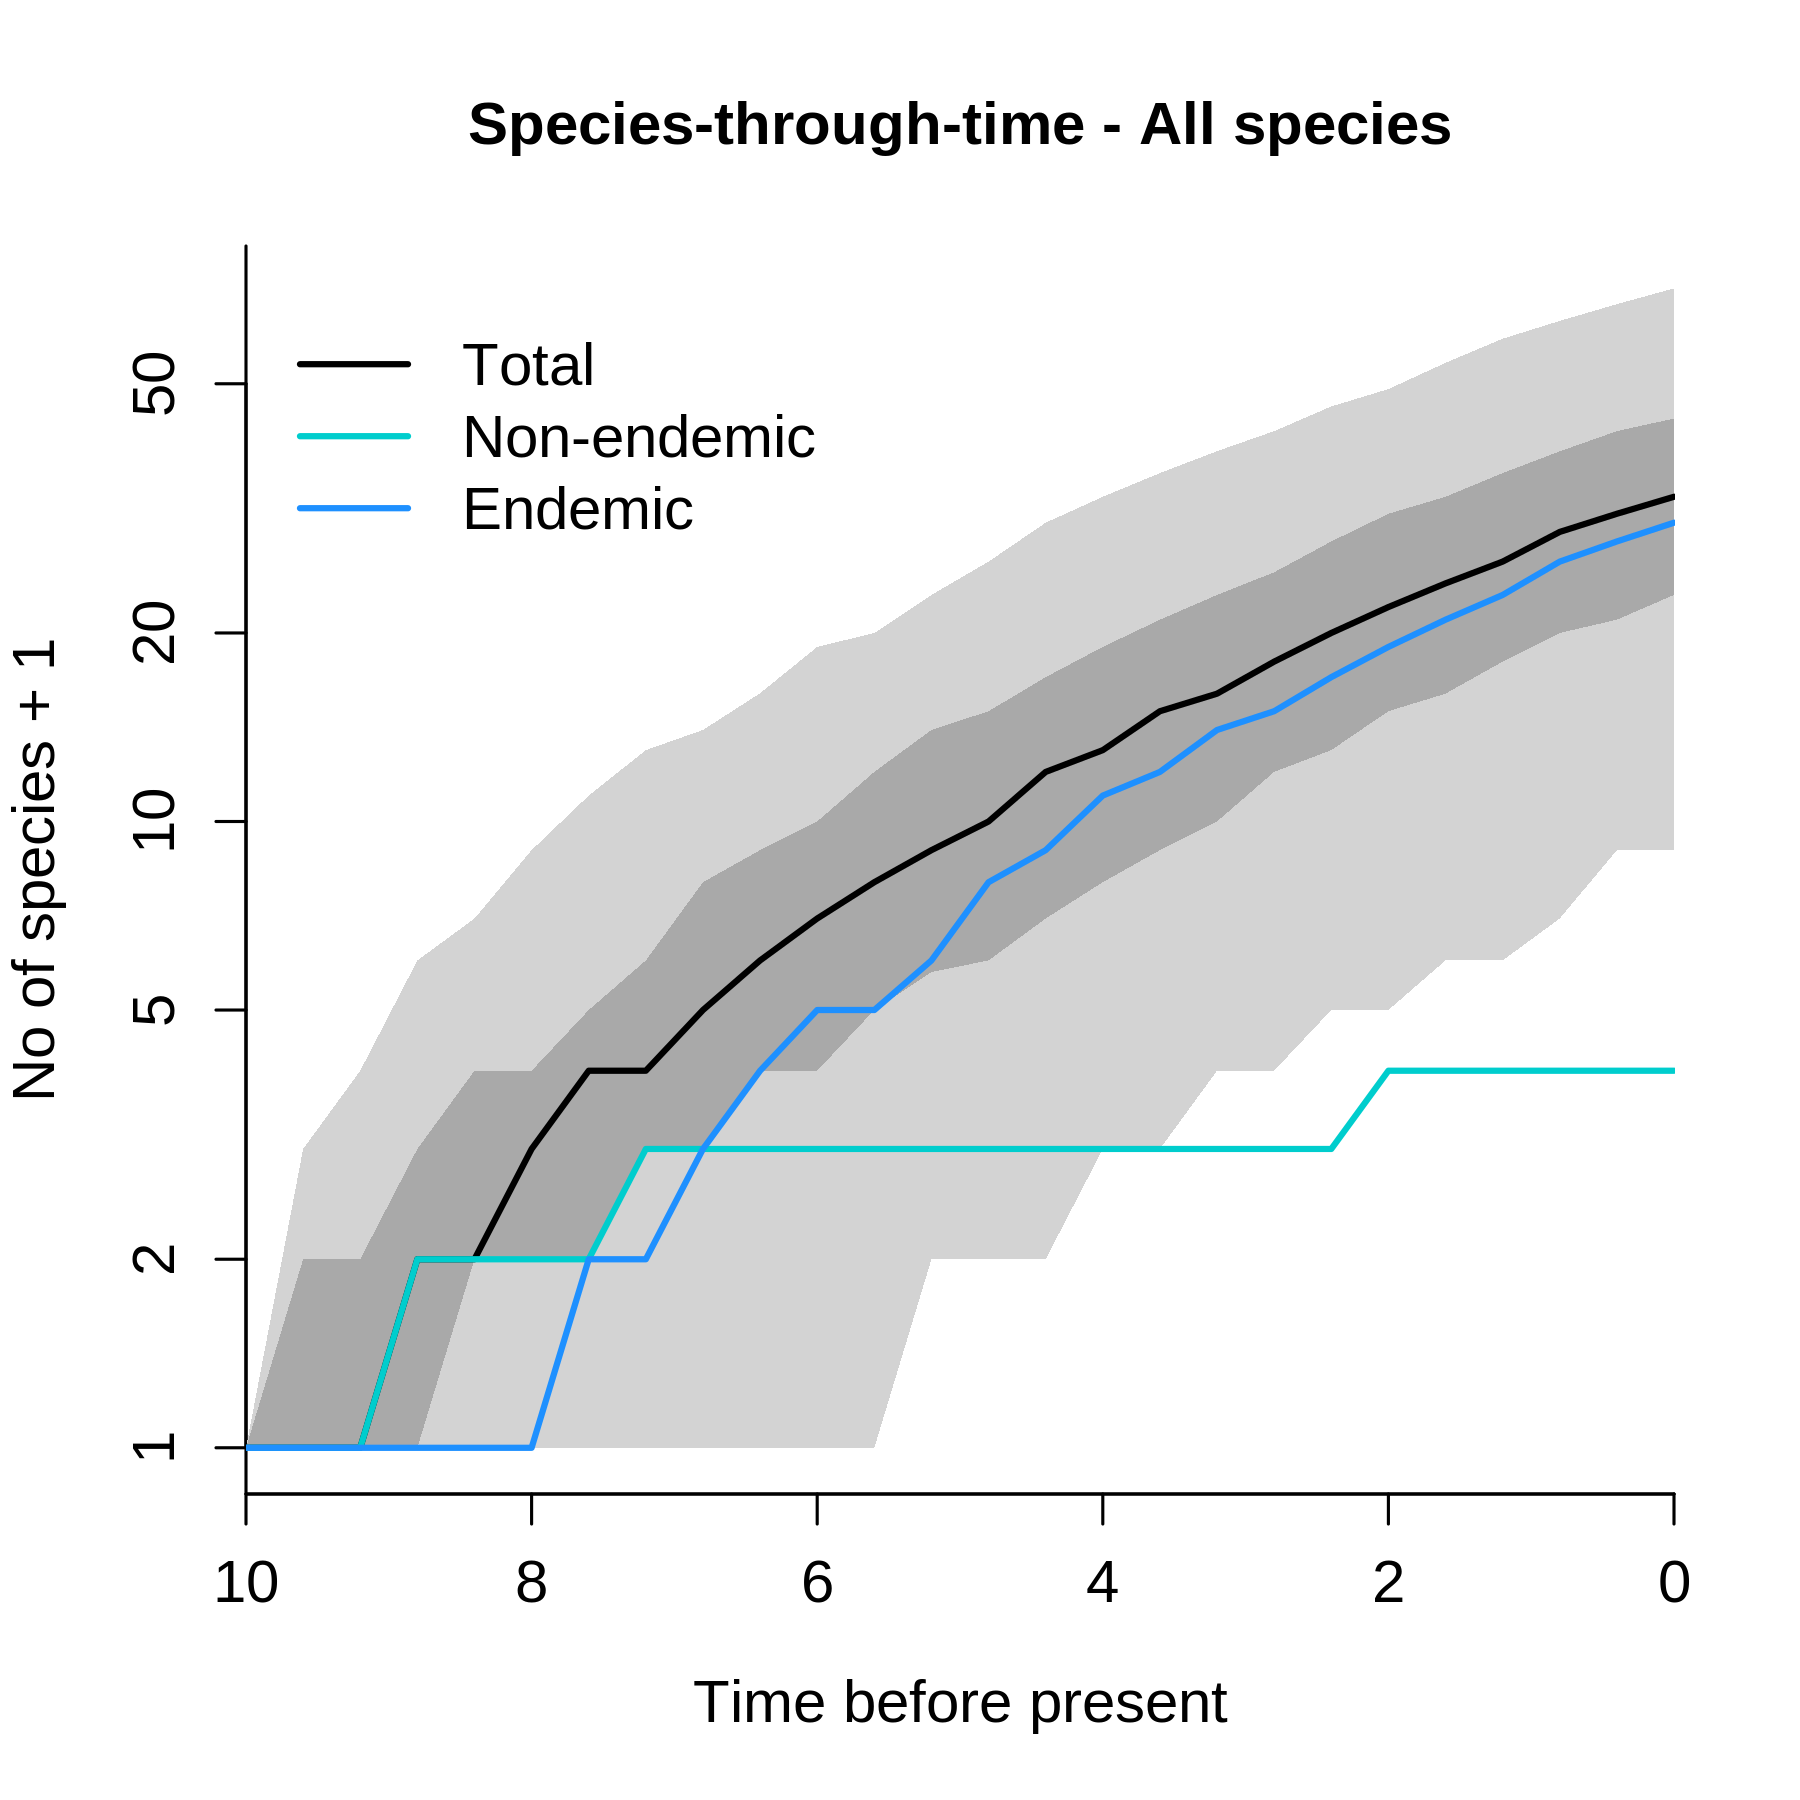 Species-through-time - All species
Total
Non-endemic
Endemic
No of species + 1
50
20
10
5
2
1
10 8 6 4 2 0
Time before present